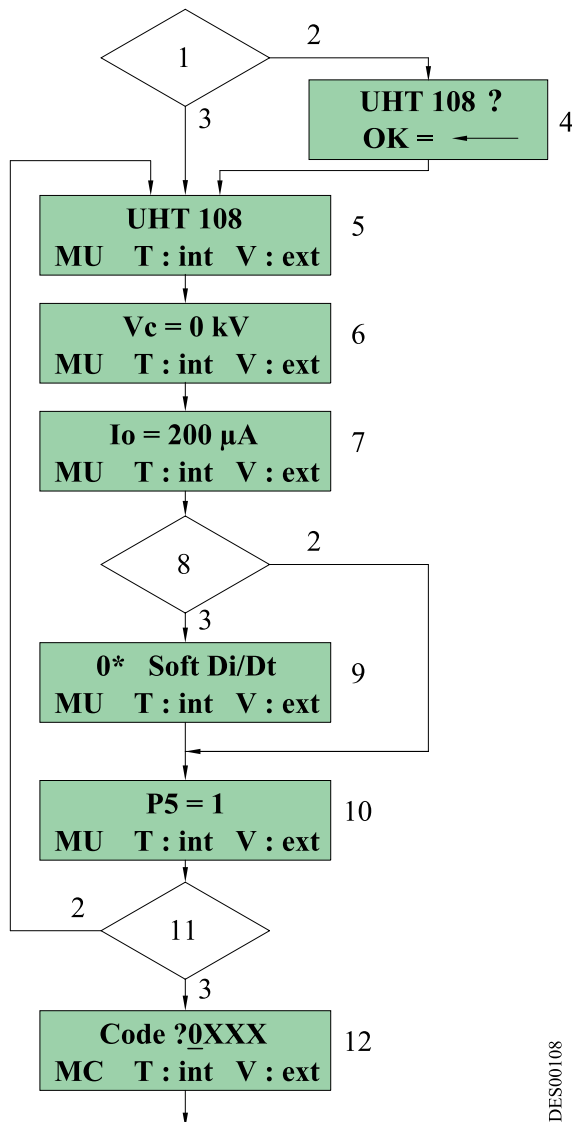 1
2
3
UHT 108 ?
OK = ←
4
UHT 108
MU T : int V : ext
5
Vc = 0 kV
MU T : int V : ext
6
Io = 200 µA
MU T : int V : ext
7
8
2
3
0* Soft Di/Dt
MU T : int V : ext
9
P5 = 1
MU T : int V : ext
10
2
11
3
Code ?0XXX
MC T : int V : ext
12
DES00108